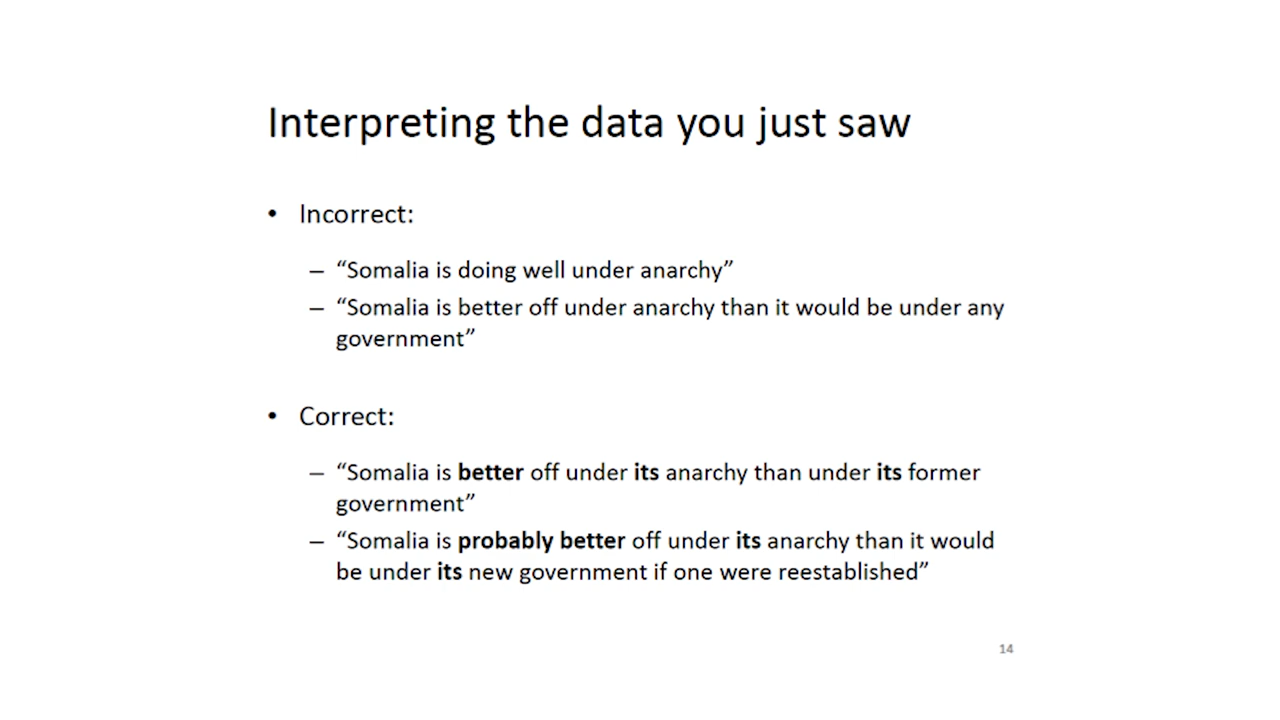 Interpreting the data you just saw
• Incorrect:
– “Somalia is doing well under anarchy”
– “Somalia is better off under anarchy than it would be under any
government”
• Correct:
– “Somalia is better off under its anarchy than under its former
government”
– “Somalia is probably better off under its anarchy than it would
be under its new government if one were reestablished”
14